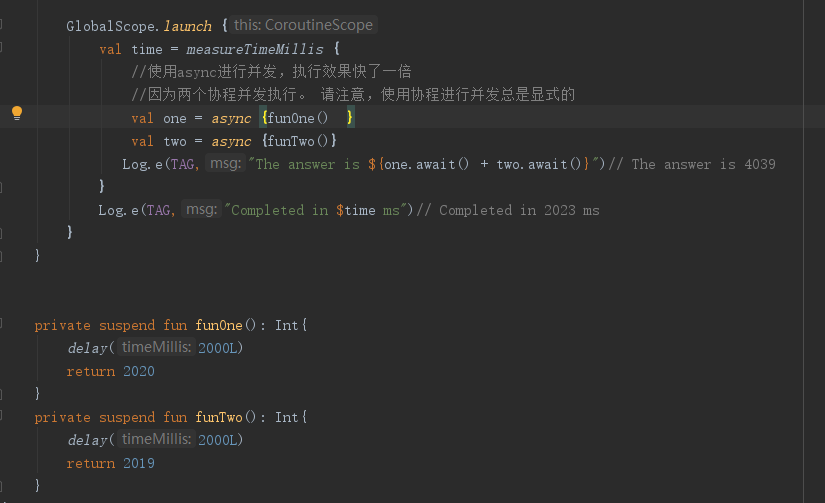 GlobalScope.launch { this: CoroutineScope
val time = measureTimeMillis {
//使用async进行并发，执行效果快了一倍
//因为两个协程并发执行。 请注意，使用协程进行并发总是显式的
val one = async {funOne()  }
val two = async {funTwo()}
Log.e(TAG, msg: "The answer is ${one.await() + two.await()}")// The answer is 4039
}
Log.e(TAG, msg: "Completed in $time ms")// Completed in 2023 ms
}
}
private suspend fun funOne(): Int{
delay( timeMillis: 2000L)
return 2020
}
private suspend fun funTwo(): Int{
delay( timeMillis: 2000L)
return 2019
}